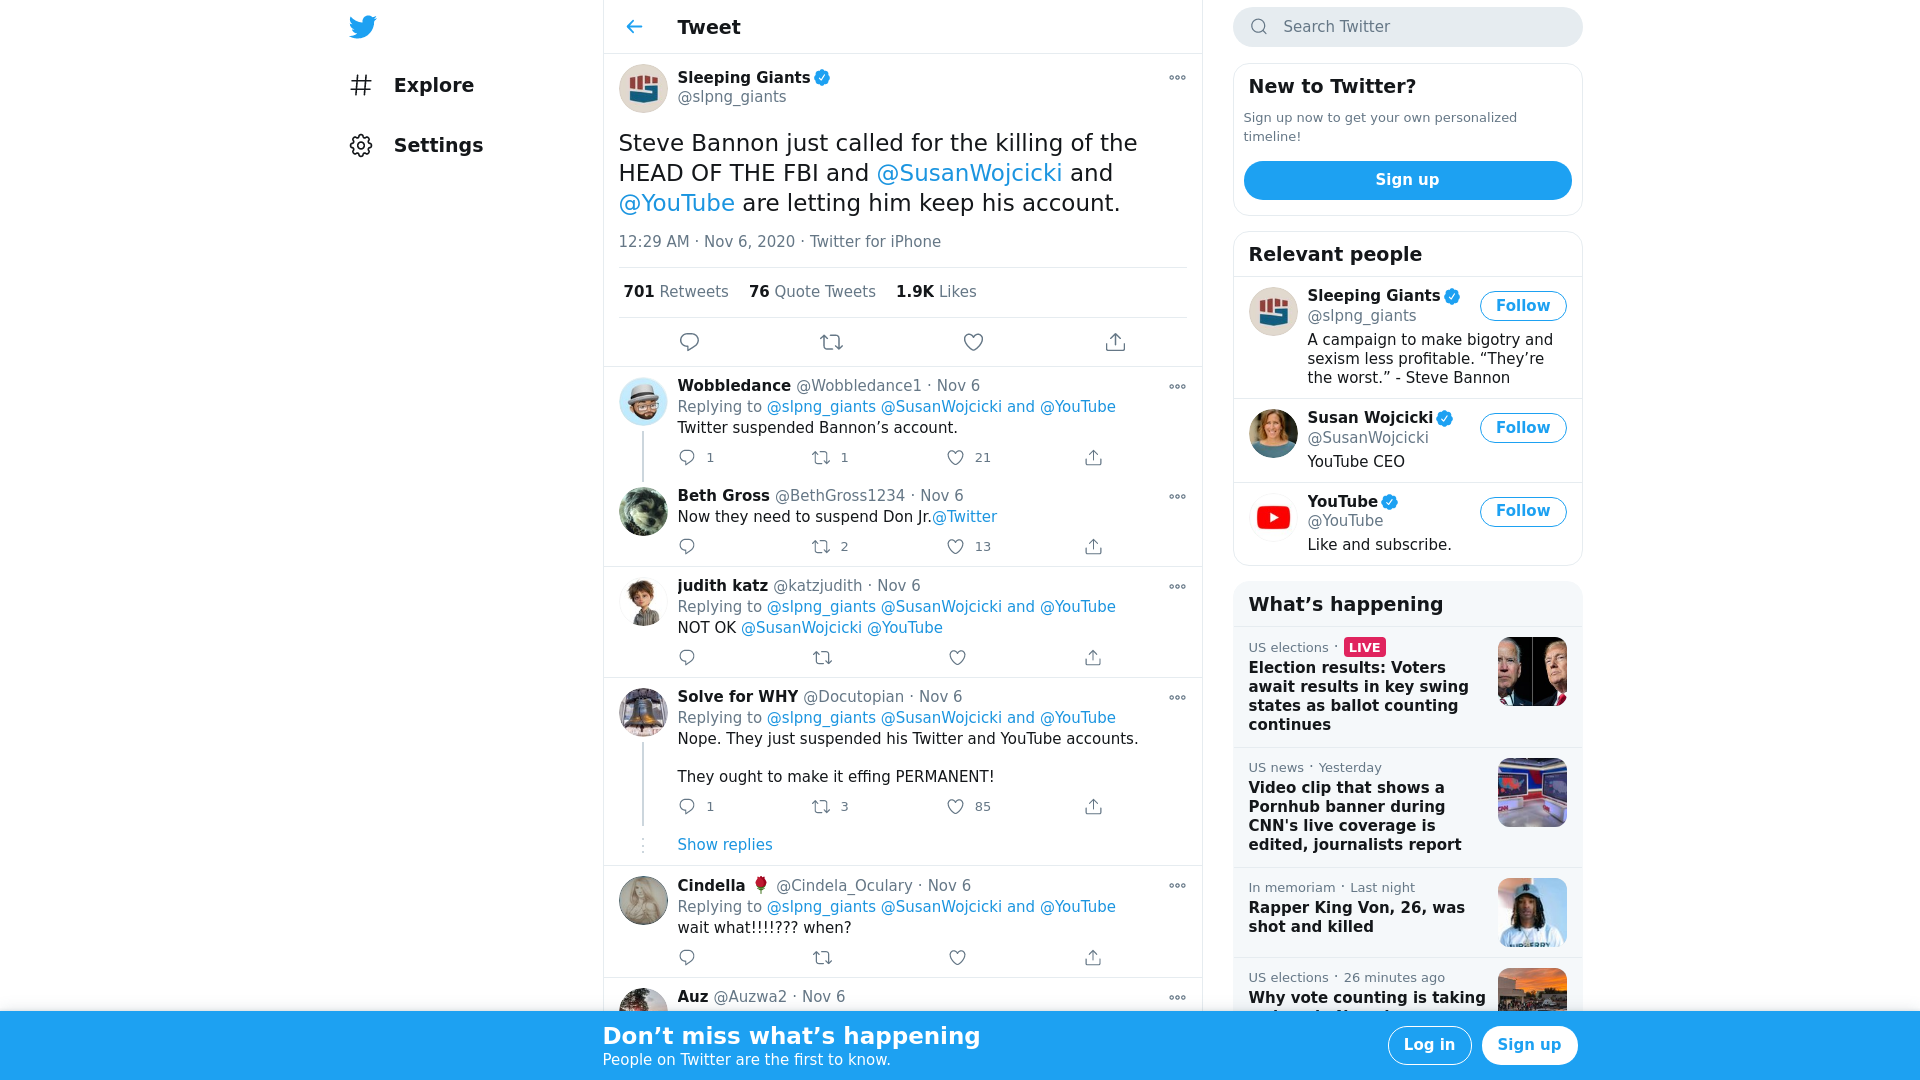 Explore
Settings
Tweet
Sleeping Giants
@slpng_giants
Steve Bannon just called for the killing of the
HEAD OF THE FBI and @SusanWojcicki and
@YouTube are letting him keep his account.
12:29 AM · Nov 6, 2020 · Twitter for iPhone
701 Retweets 76 Quote Tweets 1.9K Likes
Wobbledance @Wobbledance1 · Nov 6
Replying to @slpng_giants @SusanWojcicki and @YouTube
Twitter suspended Bannon’s account.
1 1 21
Beth Gross @BethGross1234 · Nov 6
Now they need to suspend Don Jr.@Twitter
2 13
judith katz @katzjudith · Nov 6
Replying to @slpng_giants @SusanWojcicki and @YouTube
NOT OK @SusanWojcicki @YouTube
Solve for WHY @Docutopian · Nov 6
Replying to @slpng_giants @SusanWojcicki and @YouTube
Nope. They just suspended his Twitter and YouTube accounts.
They ought to make it effing PERMANENT!
1 3 85
Show replies
Cindella 🌹 @Cindela_Oculary · Nov 6
Replying to @slpng_giants @SusanWojcicki and @YouTube
wait what!!!!??? when?
Auz @Auzwa2 · Nov 6
Search Twitter
New to Twitter?
Sign up now to get your own personalized
timeline!
Sign up
Relevant people
Sleeping Giants
@slpng_giants
Follow
A campaign to make bigotry and
sexism less profitable. “They’re
the worst.” - Steve Bannon
Susan Wojcicki
@SusanWojcicki
Follow
YouTube CEO
YouTube
@YouTube
Follow
Like and subscribe.
What’s happening
US elections · LIVE
Election results: Voters
await results in key swing
states as ballot counting
continues
US news · Yesterday
Video clip that shows a
Pornhub banner during
CNN's live coverage is
edited, journalists report
In memoriam · Last night
Rapper King Von, 26, was
shot and killed
US elections · 26 minutes ago
Why vote counting is taking
Don’t miss what’s happening
People on Twitter are the first to know.
Log in
Sign up